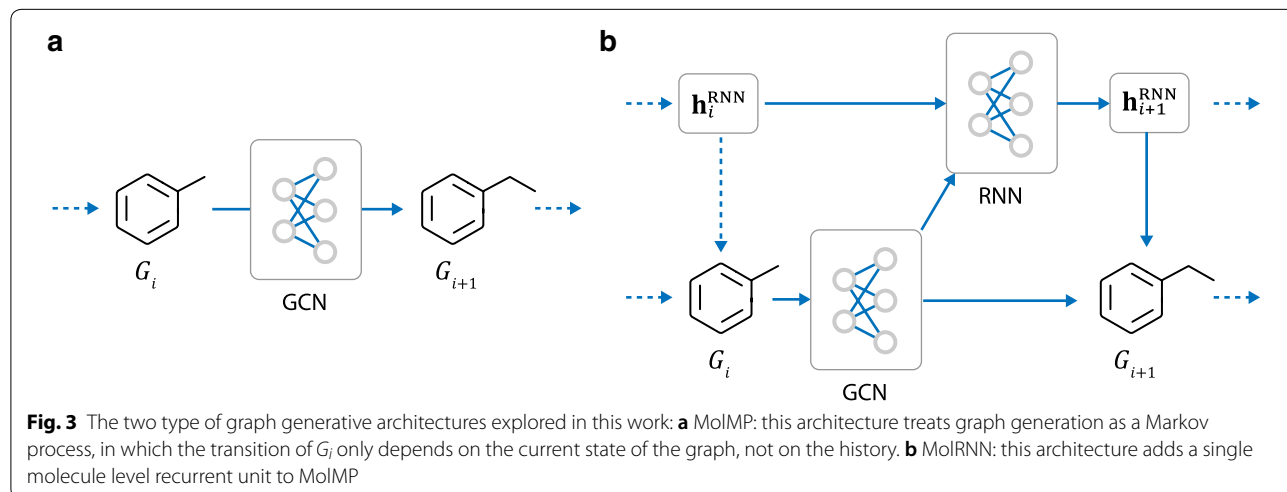 a
G_i
GCN
G_{i+1}
b
h_i^{RNN}
RNN
h_{i+1}^{RNN}
G_i
GCN
G_{i+1}
Fig. 3 The two type of graph generative architectures explored in this work: a MolMP: this architecture treats graph generation as a Markov
process, in which the transition of G_i only depends on the current state of the graph, not on the history. b MolRNN: this architecture adds a single
molecule level recurrent unit to MolMP